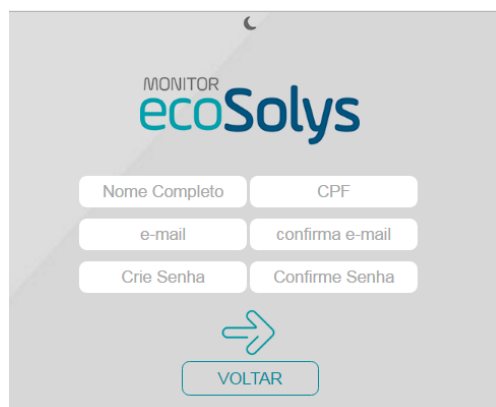 MONITOR
ecoSolys
Nome Completo CPF
e-mail confirma e-mail
Crie Senha Confirme Senha
VOLTAR